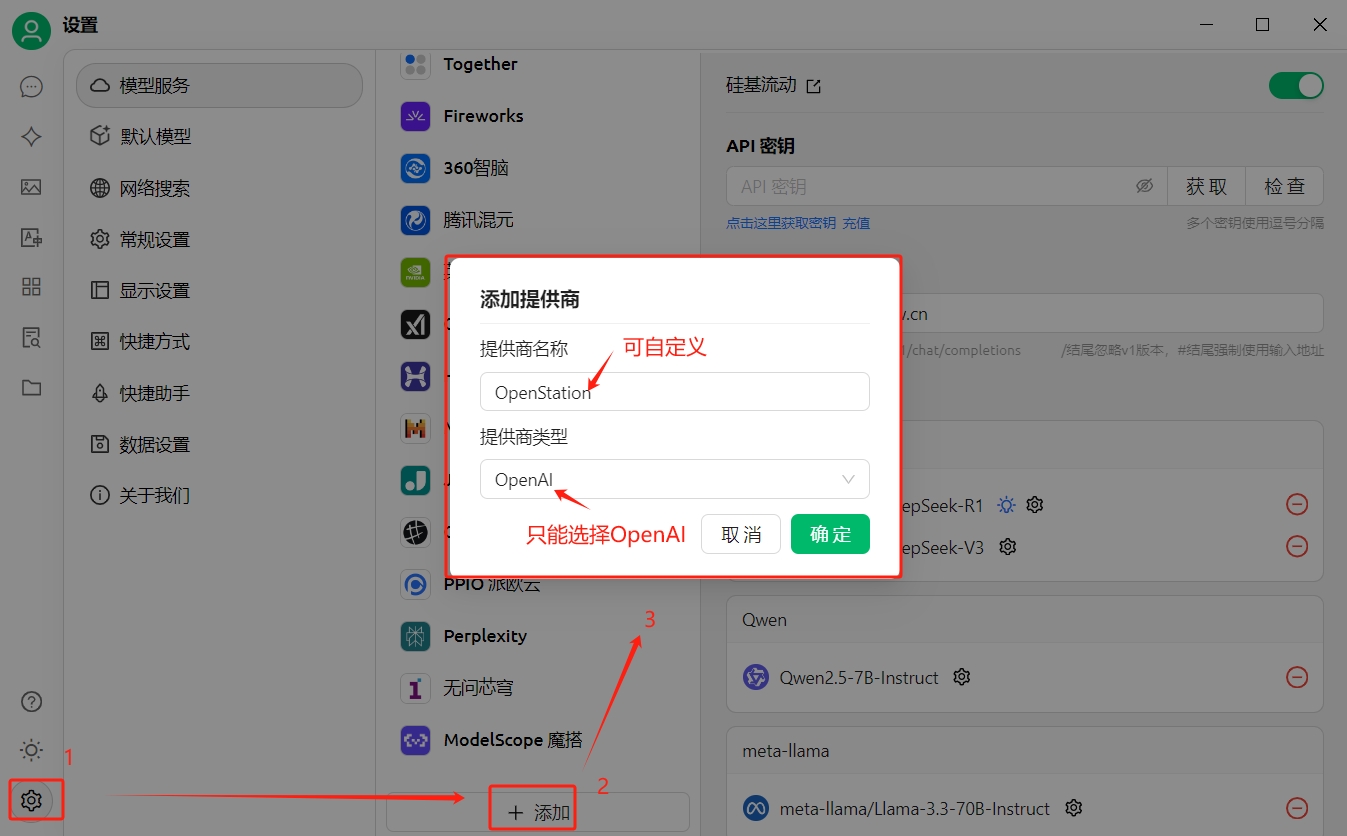 设置
模型服务
默认模型
网络搜索
常规设置
显示设置
快捷方式
快捷助手
数据设置
关于我们
1
Together
Fireworks
360智脑
腾讯混元
PPIO 派欧云
Perplexity
无问芯穹
ModelScope 魔搭
添加
2
3
添加提供商
提供商名称
可自定义
OpenStation
提供商类型
OpenAI
只能选择OpenAI
取消
确定
硅基流动
API 密钥
API 密钥
获取
检查
点击这里获取密钥 充值
多个密钥使用逗号分隔
.cn
/chat/completions
/结尾忽略v1版本，#结尾强制使用输入地址
epSeek-R1
epSeek-V3
Qwen
Qwen2.5-7B-Instruct
meta-llama
meta-llama/Llama-3.3-70B-Instruct